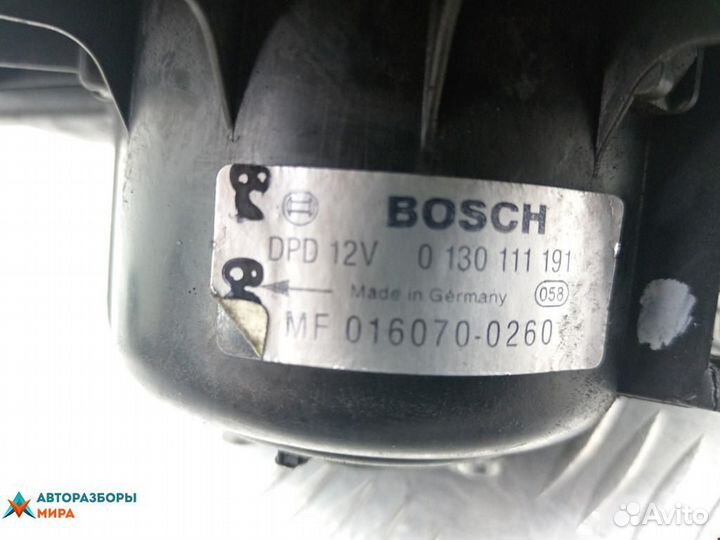 BOSCH
DPD 12V 0 130 111 191
Made in Germany 058
MF 016070-0260
АВТОРАЗБОРЫ
МИРА
Avito